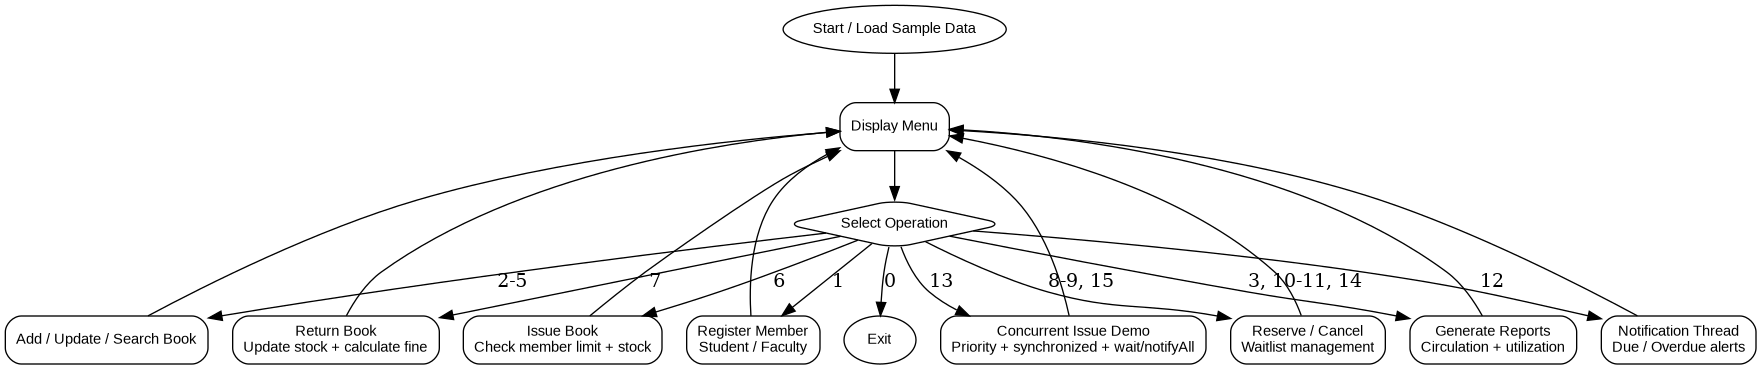 Start / Load Sample Data
Display Menu
Select Operation
2-5
7
6
1
0
13
8-9, 15
3, 10-11, 14
12
Add / Update / Search Book
Return Book
Update stock + calculate fine
Issue Book
Check member limit + stock
Register Member
Student / Faculty
Exit
Concurrent Issue Demo
Priority + synchronized + wait/notifyAll
Reserve / Cancel
Waitlist management
Generate Reports
Circulation + utilization
Notification Thread
Due / Overdue alerts